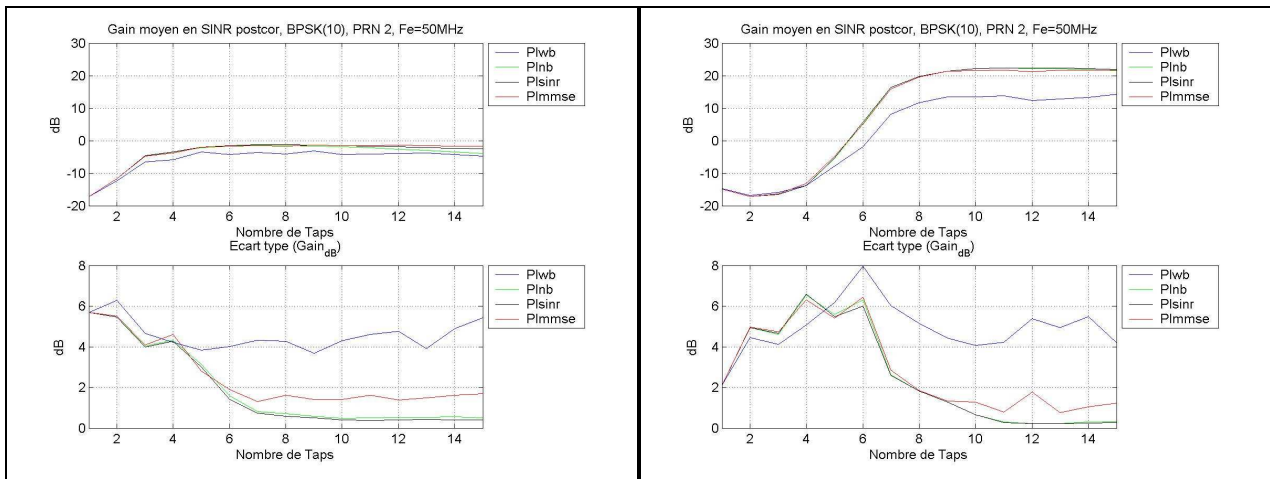 Gain moyen en SINR postcor, BPSK(10), PRN 2, Fe=50MHz
30
20
10
0
-10
-20
dB
2 4 6 8 10 12 14
Nombre de Taps
Plwb
Plnb
Plsinr
Plmmse
Ecart type (Gain_dB)
8
6
4
2
0
dB
2 4 6 8 10 12 14
Nombre de Taps
Plwb
Plnb
Plsinr
Plmmse
Gain moyen en SINR postcor, BPSK(10), PRN 2, Fe=50MHz
30
20
10
0
-10
-20
dB
2 4 6 8 10 12 14
Nombre de Taps
Plwb
Plnb
Plsinr
Plmmse
Ecart type (Gain_dB)
8
6
4
2
0
dB
2 4 6 8 10 12 14
Nombre de Taps
Plwb
Plnb
Plsinr
Plmmse